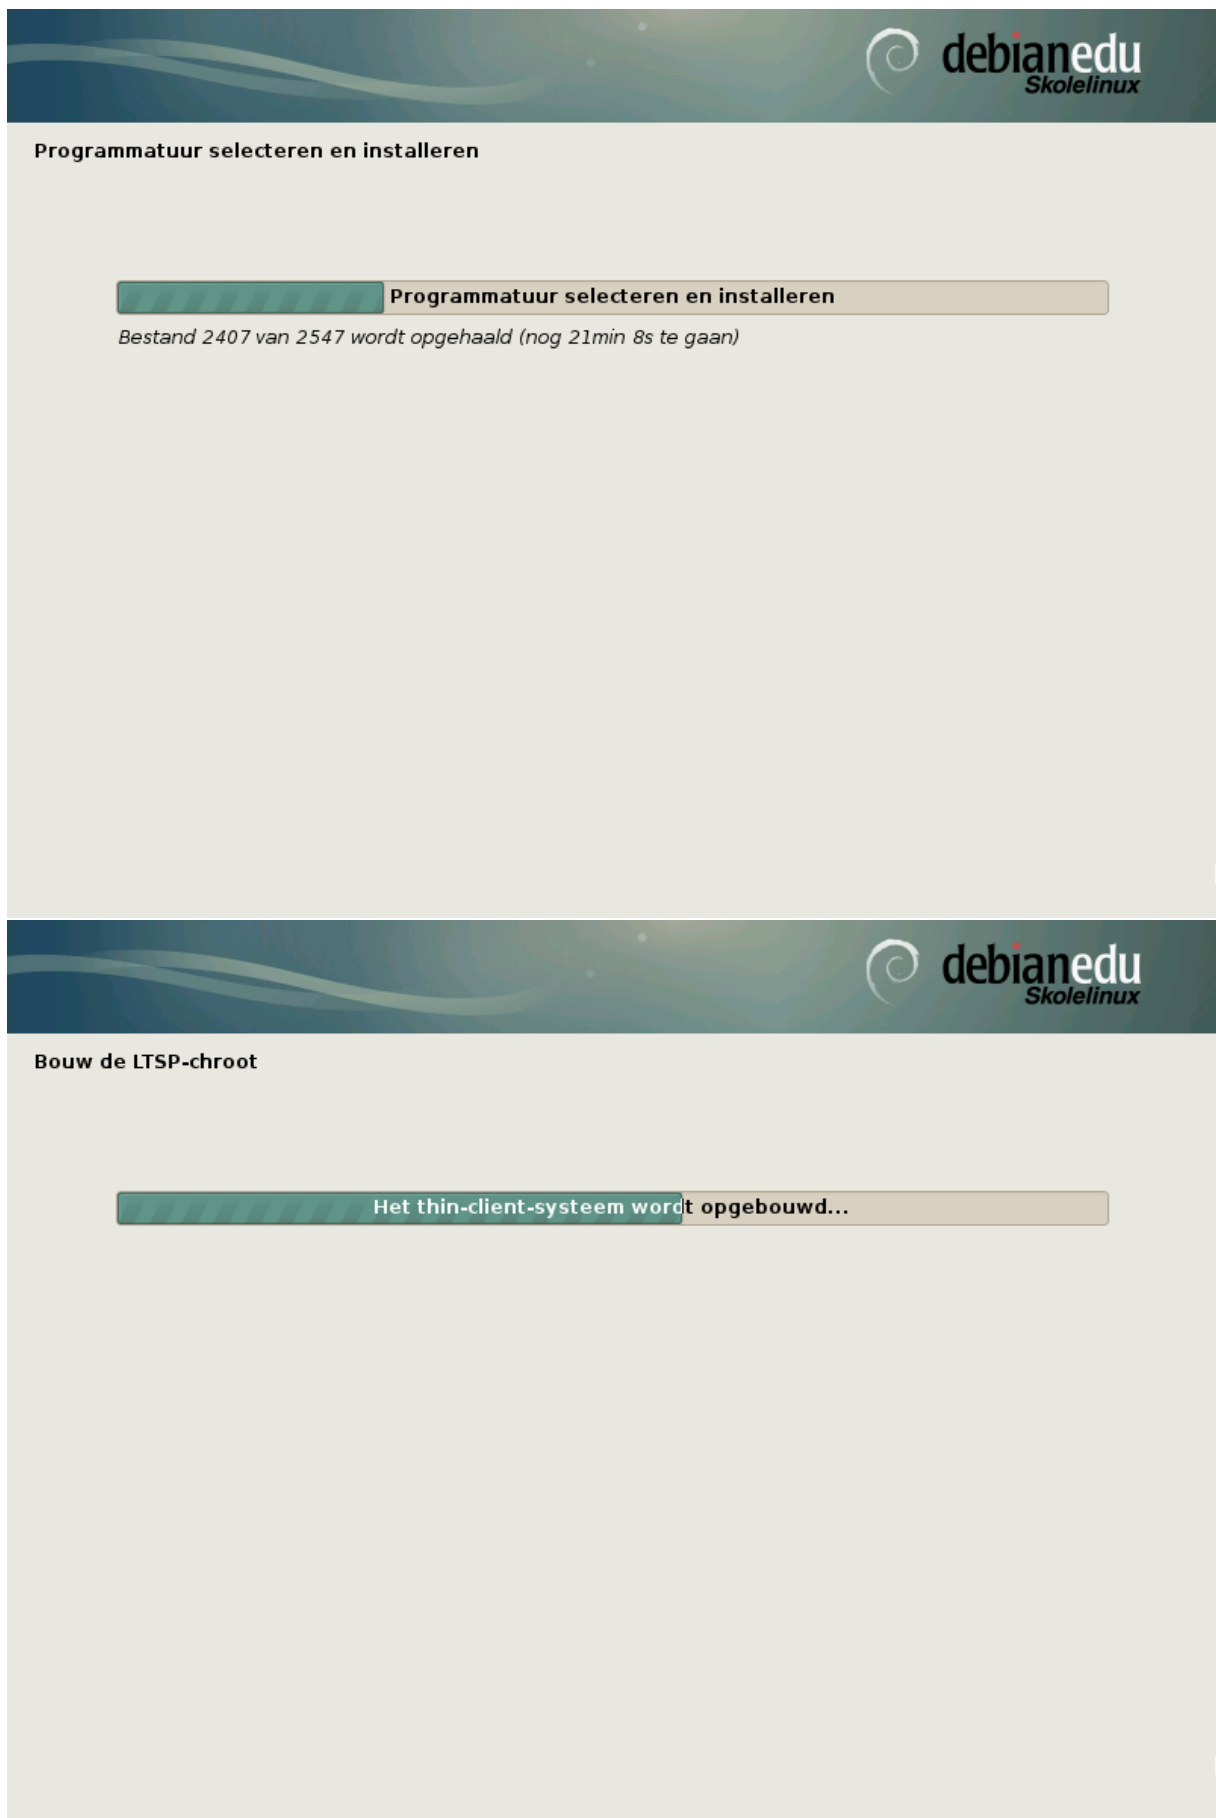 debianedu
Skolelinux
Programmatuur selecteren en installeren
Programmatuur selecteren en installeren
Bestand 2407 van 2547 wordt opgehaald (nog 21min 8s te gaan)
debianedu
Skolelinux
Bouw de LTSP-chroot
Het thin-client-systeem wordt opgebouwd...